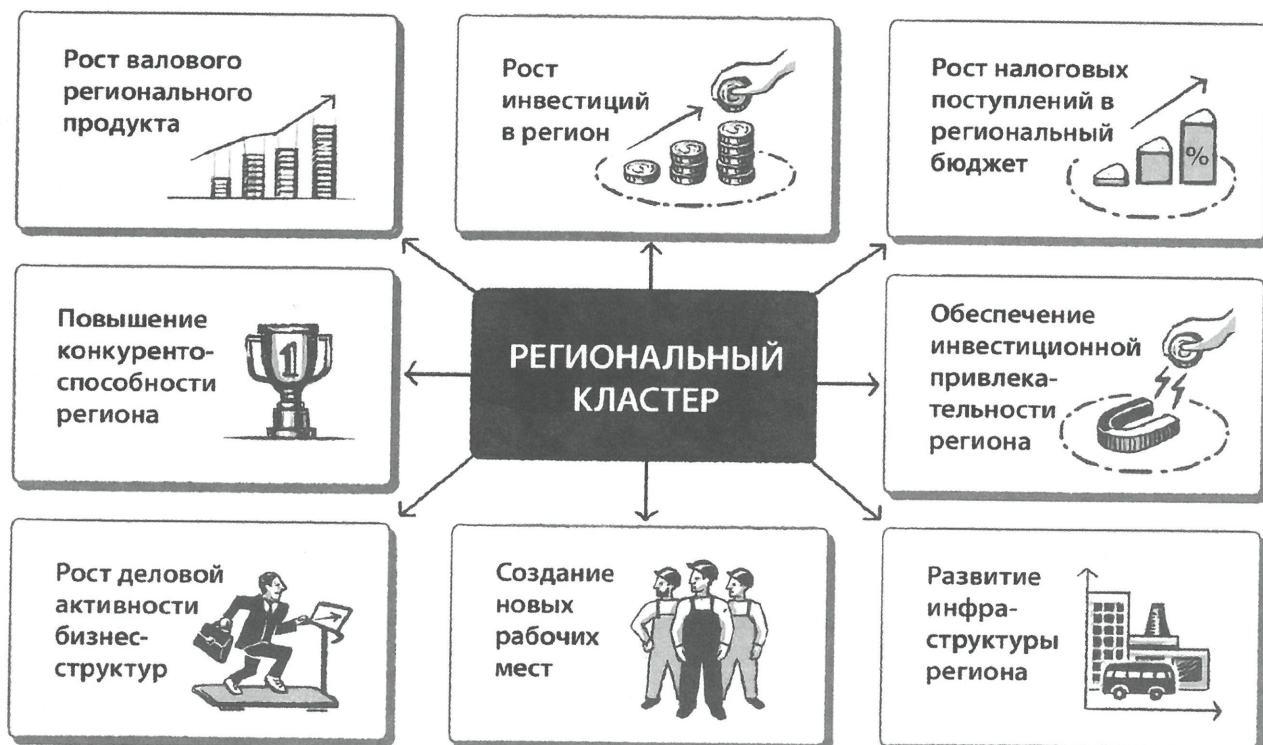 Рост валового
регионального
продукта
Рост
инвестиций
в регион
Рост налоговых
поступлений в
региональный
бюджет
%
Повышение
конкуренто-
способности
региона
1
РЕГИОНАЛЬНЫЙ
КЛАСТЕР
Обеспечение
инвестиционной
привлека-
тельности
региона
Рост деловой
активности
бизнес-
структур
Создание
новых
рабочих
мест
Развитие
инфра-
структуры
региона